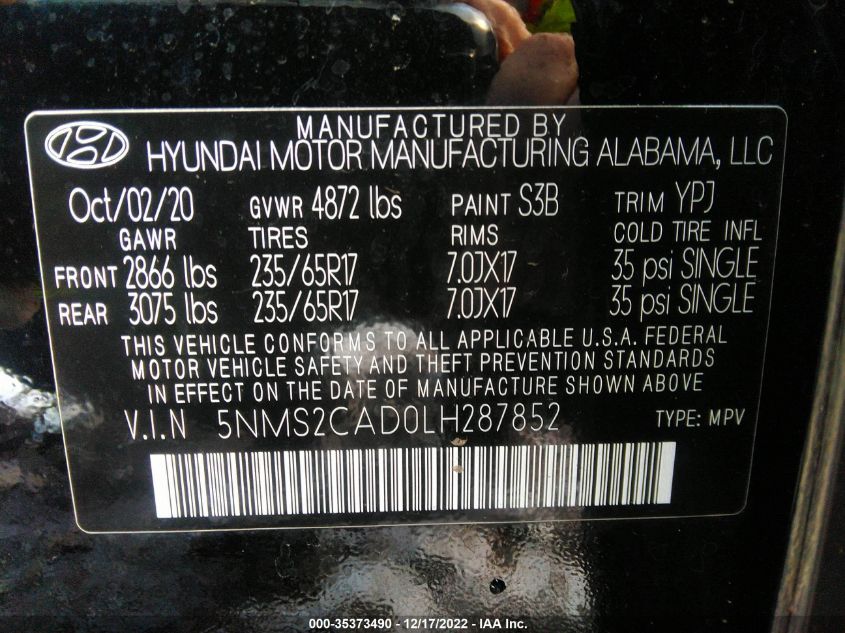 MANUFACTURED BY
HYUNDAI MOTOR MANUFACTURING ALABAMA, LLC
Oct/02/20 GVWR 4872 lbs PAINT S3B TRIM YPJ
GAWR TIRES RIMS COLD TIRE INFL
FRONT 2866 lbs 235/65R17 7.0JX17 35 psi SINGLE
REAR 3075 lbs 235/65R17 7.0JX17 35 psi SINGLE
THIS VEHICLE CONFORMS TO ALL APPLICABLE U.S.A. FEDERAL
MOTOR VEHICLE SAFETY AND THEFT PREVENTION STANDARDS
IN EFFECT ON THE DATE OF MANUFACTURE SHOWN ABOVE
V.I.N 5NMS2CAD0LH287852 TYPE: MPV
000-35373490 - 12/17/2022 - IAA Inc.